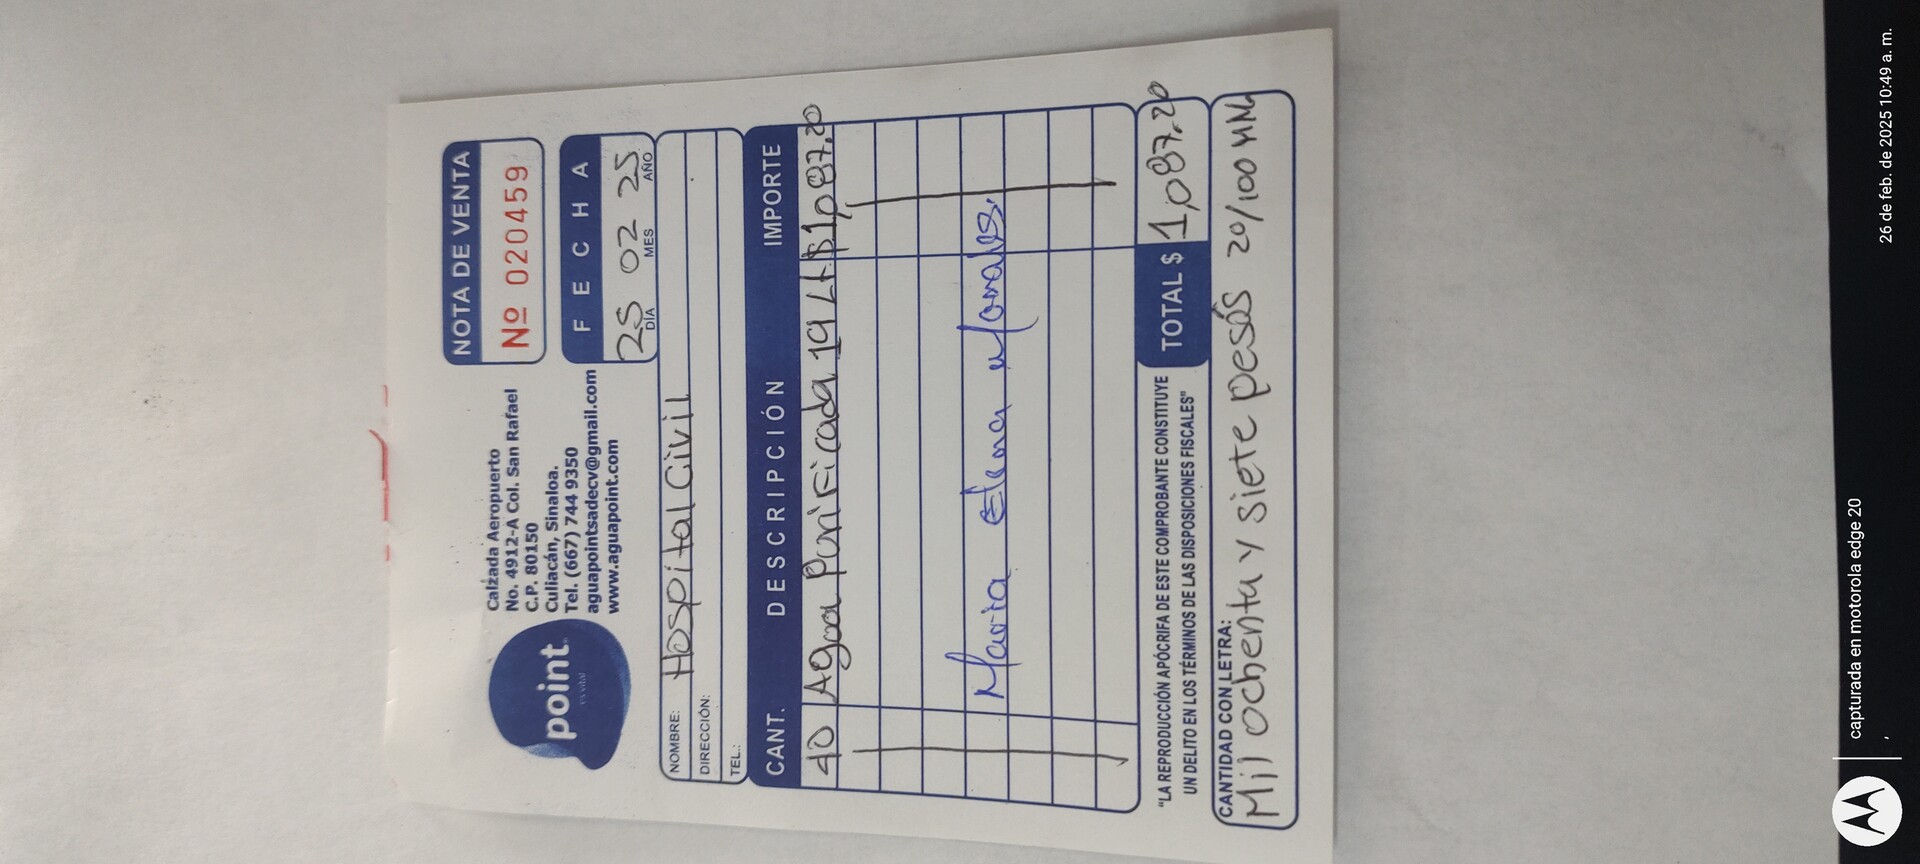 point
es vital
Calzada Aeropuerto
No. 4912-A Col. San Rafael
C.P. 80150
Culiacán, Sinaloa.
Tel. (667) 744 9350
aguapointsadecv@gmail.com
www.aguapoint.com
NOTA DE VENTA
Nº 020459
FECHA
25 02 25
DÍA MES AÑO
NOMBRE: Hospital Civil
DIRECCIÓN:
TEL.:
CANT. DESCRIPCIÓN IMPORTE
40 Agua Purificada 19 Lts $1,087.20
Maria Elena Morales.
"LA REPRODUCCIÓN APÓCRIFA DE ESTE COMPROBANTE CONSTITUYE
UN DELITO EN LOS TÉRMINOS DE LAS DISPOSICIONES FISCALES"
TOTAL $ 1,087.20
CANTIDAD CON LETRA:
Mil ochenta y siete pesos 20/100 MN
capturada en motorola edge 20
26 de feb. de 2025 10:49 a. m.